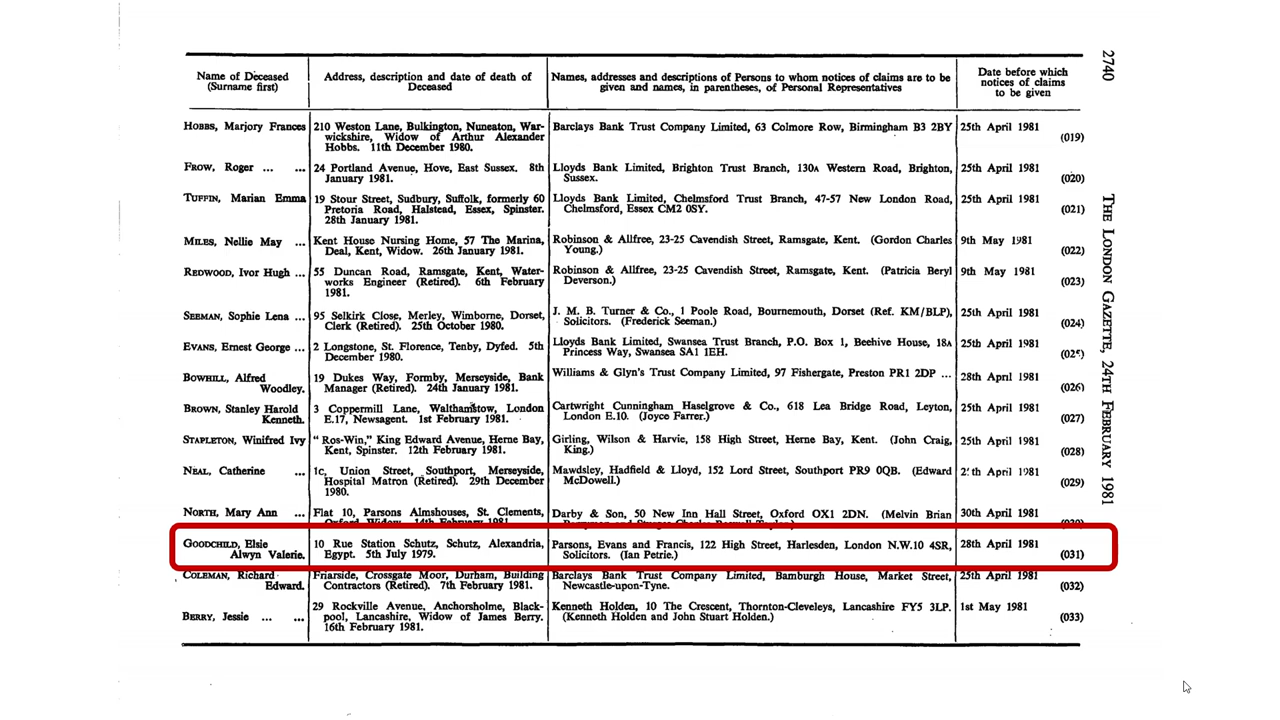 Name of Deceased
(Surname first)
Address, description and date of death of
Deceased
Names, addresses and descriptions of Persons to whom notices of claims are to be
given and names, in parentheses, of Personal Representatives
Date before which
notices of claims
to be given
2740
THE LONDON GAZETTE, 24TH FEBRUARY 1981
HOBBS, Marjory Frances
210 Weston Lane, Bulkington, Nuneaton, War-
wickshire, Widow of Arthur Alexander
Hobbs. 11th December 1980.
Barclays Bank Trust Company Limited, 63 Colmore Row, Birmingham B3 2BY
25th April 1981
(019)
FROW, Roger ... ...
24 Portland Avenue, Hove, East Sussex. 8th
January 1981.
Lloyds Bank Limited, Brighton Trust Branch, 130A Western Road, Brighton,
Sussex.
25th April 1981
(020)
TUFFIN, Marian Emma
19 Stour Street, Sudbury, Suffolk, formerly 60
Pretoria Road, Halstead, Essex, Spinster.
28th January 1981.
Lloyds Bank Limited, Chelmsford Trust Branch, 47-57 New London Road,
Chelmsford, Essex CM2 0SY.
25th April 1981
(021)
MILES, Nellie May ...
Kent House Nursing Home, 57 The Marina,
Deal, Kent, Widow. 26th January 1981.
Robinson & Allfree, 23-25 Cavendish Street, Ramsgate, Kent. (Gordon Charles
Young.)
9th May 1981
(022)
REDWOOD, Ivor Hugh ...
55 Duncan Road, Ramsgate, Kent, Water-
works Engineer (Retired). 6th February
1981.
Robinson & Allfree, 23-25 Cavendish Street, Ramsgate, Kent. (Patricia Beryl
Deverson.)
9th May 1981
(023)
SEEMAN, Sophie Lena ...
95 Selkirk Close, Merley, Wimborne, Dorset,
Clerk (Retired). 25th October 1980.
J. M. B. Turner & Co., 1 Poole Road, Bournemouth, Dorset (Ref. KM/BLP),
Solicitors. (Frederick Seeman.)
25th April 1981
(024)
EVANS, Ernest George ...
2 Longstone, St. Florence, Tenby, Dyfed. 5th
December 1980.
Lloyds Bank Limited, Swansea Trust Branch, P.O. Box 1, Beehive House, 18A
Princess Way, Swansea SA1 1EH.
25th April 1981
(025)
BOWHILL, Alfred
Woodley.
19 Dukes Way, Formby, Merseyside, Bank
Manager (Retired). 24th January 1981.
Williams & Glyn's Trust Company Limited, 97 Fishergate, Preston PR1 2DP ...
28th April 1981
(026)
BROWN, Stanley Harold
Kenneth.
3 Coppermill Lane, Walthamstow, London
E.17, Newsagent. 1st February 1981.
Cartwright Cunningham Haselgrove & Co., 618 Lea Bridge Road, Leyton,
London E.10. (Joyce Farrer.)
25th April 1981
(027)
STAPLETON, Winifred Ivy
" Ros-Win," King Edward Avenue, Herne Bay,
Kent, Spinster. 12th February 1981.
Girling, Wilson & Harvie, 158 High Street, Herne Bay, Kent. (John Craig,
King.)
25th April 1981
(028)
NEAL, Catherine ...
1c, Union Street, Southport, Merseyside,
Hospital Matron (Retired). 29th December
1980.
Mawdsley, Hadfield & Lloyd, 152 Lord Street, Southport PR9 0QB. (Edward
McDowell.)
April 1981
(029)
NORTH, Mary Ann ...
Flat 10, Parsons Almshouses, St. Clements,
Oxford, Widow. 14th February 1981.
Darby & Son, 50 New Inn Hall Street, Oxford OX1 2DN. (Melvin Brian
30th April 1981
GOODCHILD, Elsie
Alwyn Valerie.
10 Rue Station Schutz, Schutz, Alexandria,
Egypt. 5th July 1979.
Parsons, Evans and Francis, 122 High Street, Harlesden, London N.W.10 4SR,
Solicitors. (Ian Petrie.)
28th April 1981
(031)
COLEMAN, Richard
Edward.
Friarside, Crossgate Moor, Durham, Building
Contractors (Retired). 7th February 1981.
Barclays Bank Trust Company Limited, Bamburgh House, Market Street,
Newcastle-upon-Tyne.
25th April 1981
(032)
BERRY, Jessie ... ...
29 Rockville Avenue, Anchorsholme, Black-
pool, Lancashire, Widow of James Berry.
16th February 1981.
Kenneth Holden, 10 The Crescent, Thornton-Cleveleys, Lancashire FY5 3LP.
(Kenneth Holden and John Stuart Holden.)
1st May 1981
(033)